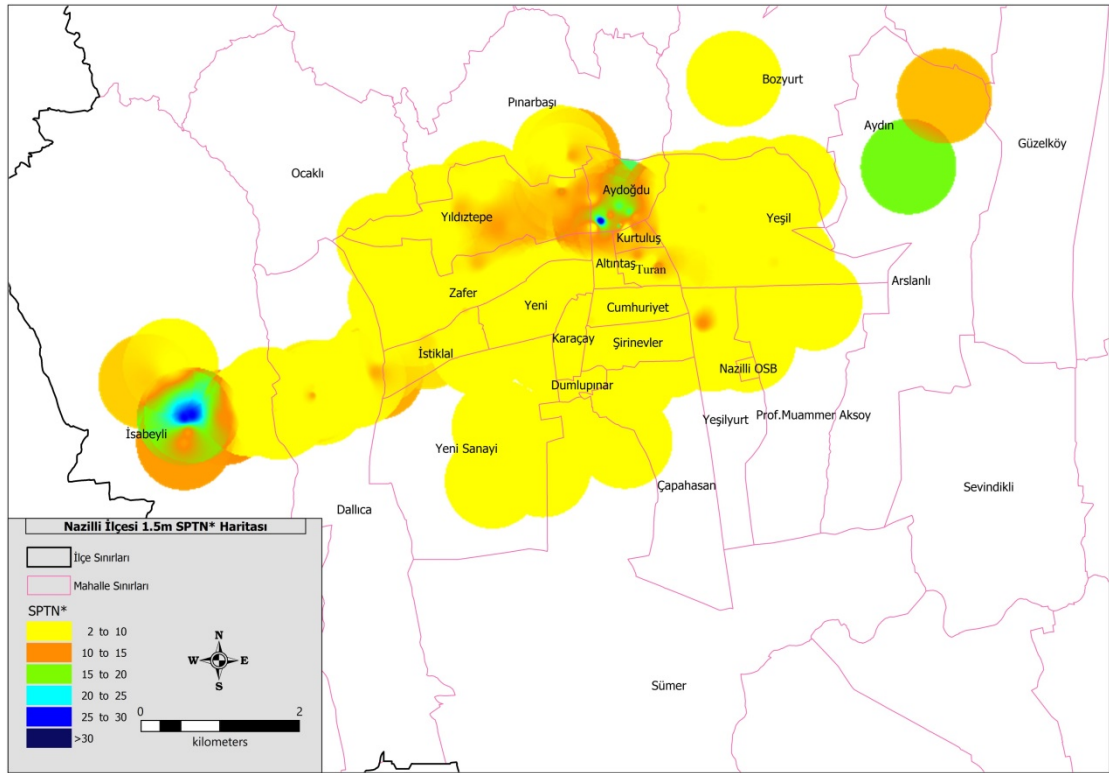 Bozyurt
Pınarbaşı
Aydın
Güzelköy
Ocaklı
Aydoğdu
Yıldıztepe
Yeşil
Kurtuluş
Altıntaş
Turan
Arslanlı
Zafer
Yeni
Cumhuriyet
Karaçay
Şirinevler
İstiklal
Nazilli OSB
Dumlupınar
Yeşilyurt
Prof.Muammer Aksoy
İsabeyli
Yeni Sanayi
Çapahasan
Sevindikli
Dallıca
Sümer
Nazilli İlçesi 1.5m SPTN* Haritası
İlçe Sınırları
Mahalle Sınırları
SPTN*
2 to 10
10 to 15
15 to 20
20 to 25
25 to 30
>30
N
W E
S
0 2
kilometers